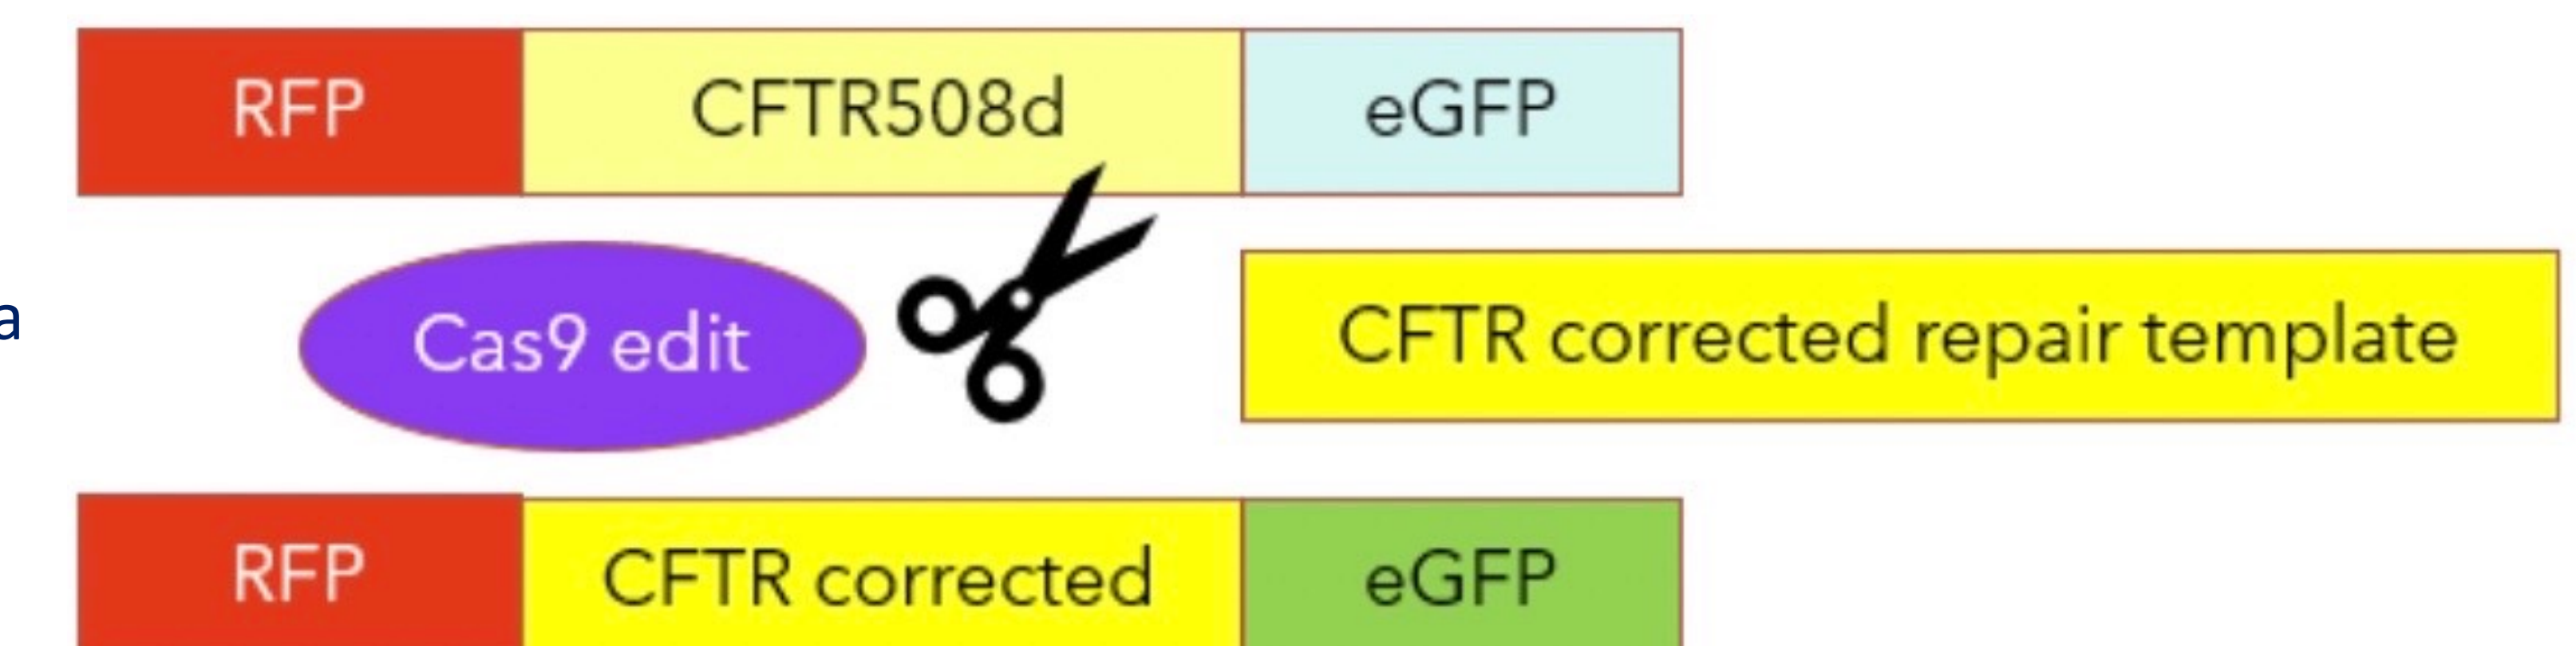 RFP CFTR508d eGFP
a
Cas9 edit CFTR corrected repair template
RFP CFTR corrected eGFP